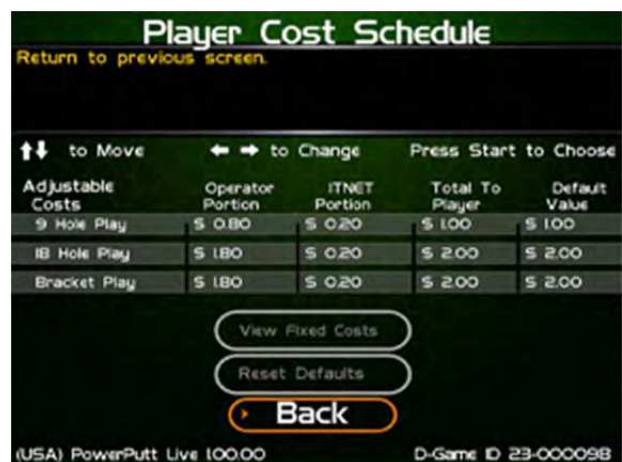 Player Cost Schedule
Return to previous screen.
to Move to Change Press Start to Choose
Adjustable Costs Operator Portion ITNET Portion Total To Player Default Value
9 Hole Play $ 0.80 $ 0.20 $ 1.00 $ 1.00
18 Hole Play $ 1.80 $ 0.20 $ 2.00 $ 2.00
Bracket Play $ 1.80 $ 0.20 $ 2.00 $ 2.00
View Fixed Costs
Reset Defaults
Back
(USA) PowerPutt Live 1.00.00 D-Game ID 23-000098